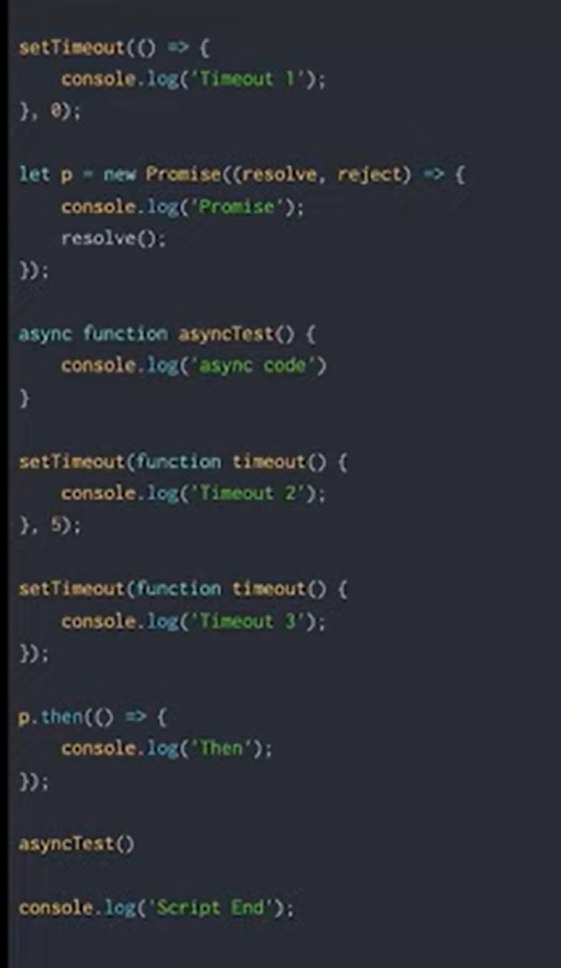 setTimeout(() => {
    console.log('Timeout 1');
}, 0);

let p = new Promise((resolve, reject) => {
    console.log('Promise');
    resolve();
});

async function asyncTest() {
    console.log('async code')
}

setTimeout(function timeout() {
    console.log('Timeout 2');
}, 5);

setTimeout(function timeout() {
    console.log('Timeout 3');
});

p.then(() => {
    console.log('Then');
});

asyncTest()

console.log('Script End');